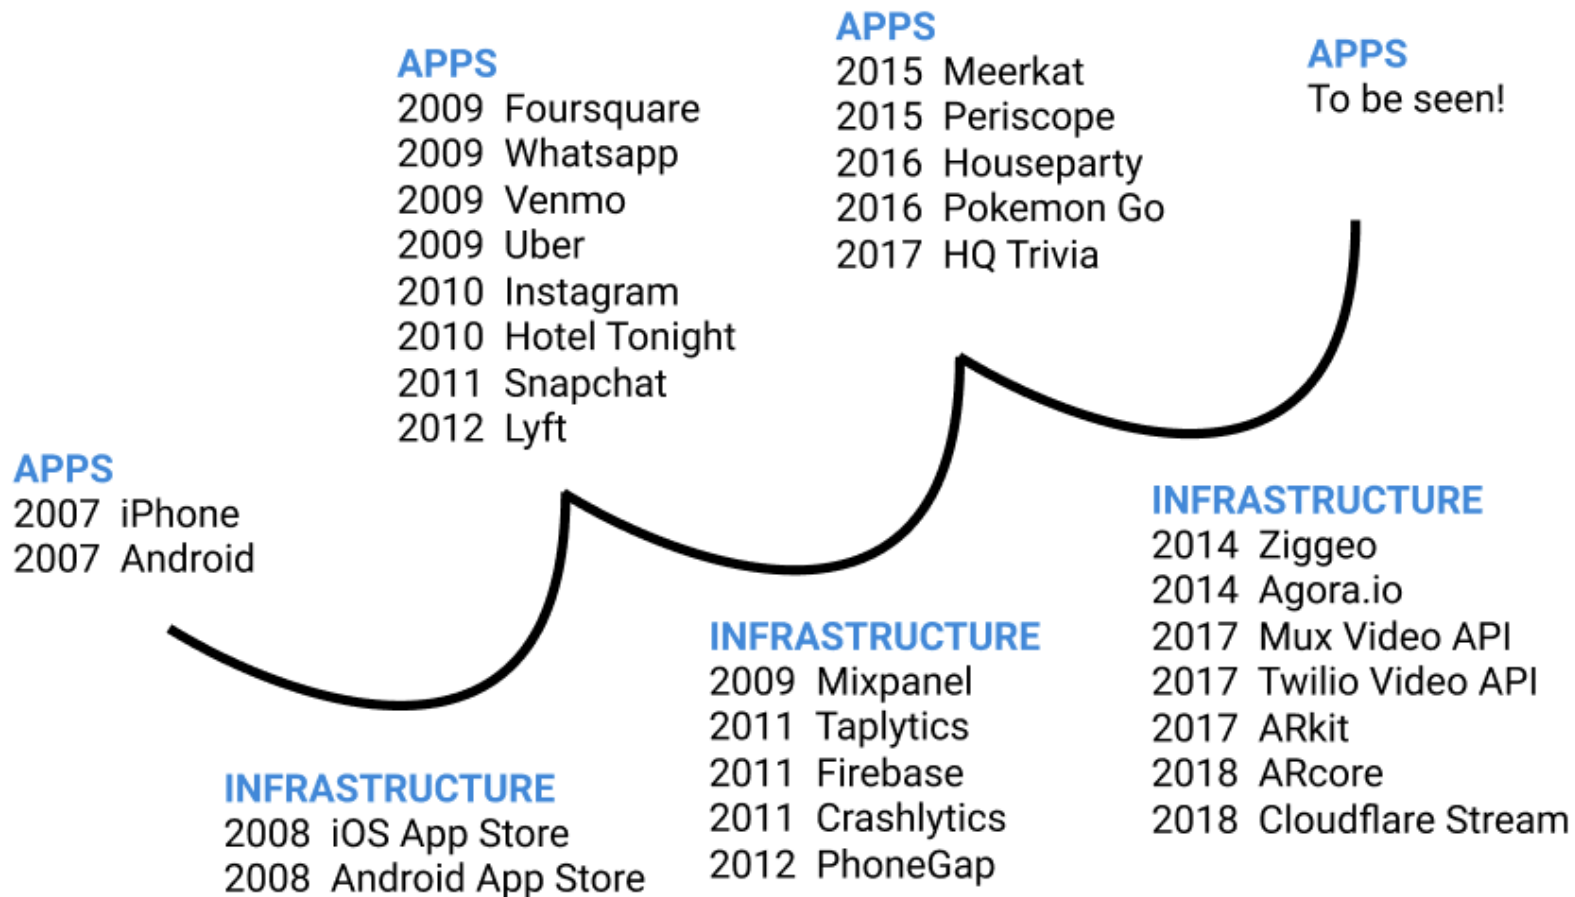 APPS
2007 iPhone
2007 Android
INFRASTRUCTURE
2008 iOS App Store
2008 Android App Store
APPS
2009 Foursquare
2009 Whatsapp
2009 Venmo
2009 Uber
2010 Instagram
2010 Hotel Tonight
2011 Snapchat
2012 Lyft
INFRASTRUCTURE
2009 Mixpanel
2011 Taplytics
2011 Firebase
2011 Crashlytics
2012 PhoneGap
APPS
2015 Meerkat
2015 Periscope
2016 Houseparty
2016 Pokemon Go
2017 HQ Trivia
INFRASTRUCTURE
2014 Ziggeo
2014 Agora.io
2017 Mux Video API
2017 Twilio Video API
2017 ARkit
2018 ARcore
2018 Cloudflare Stream
APPS
To be seen!